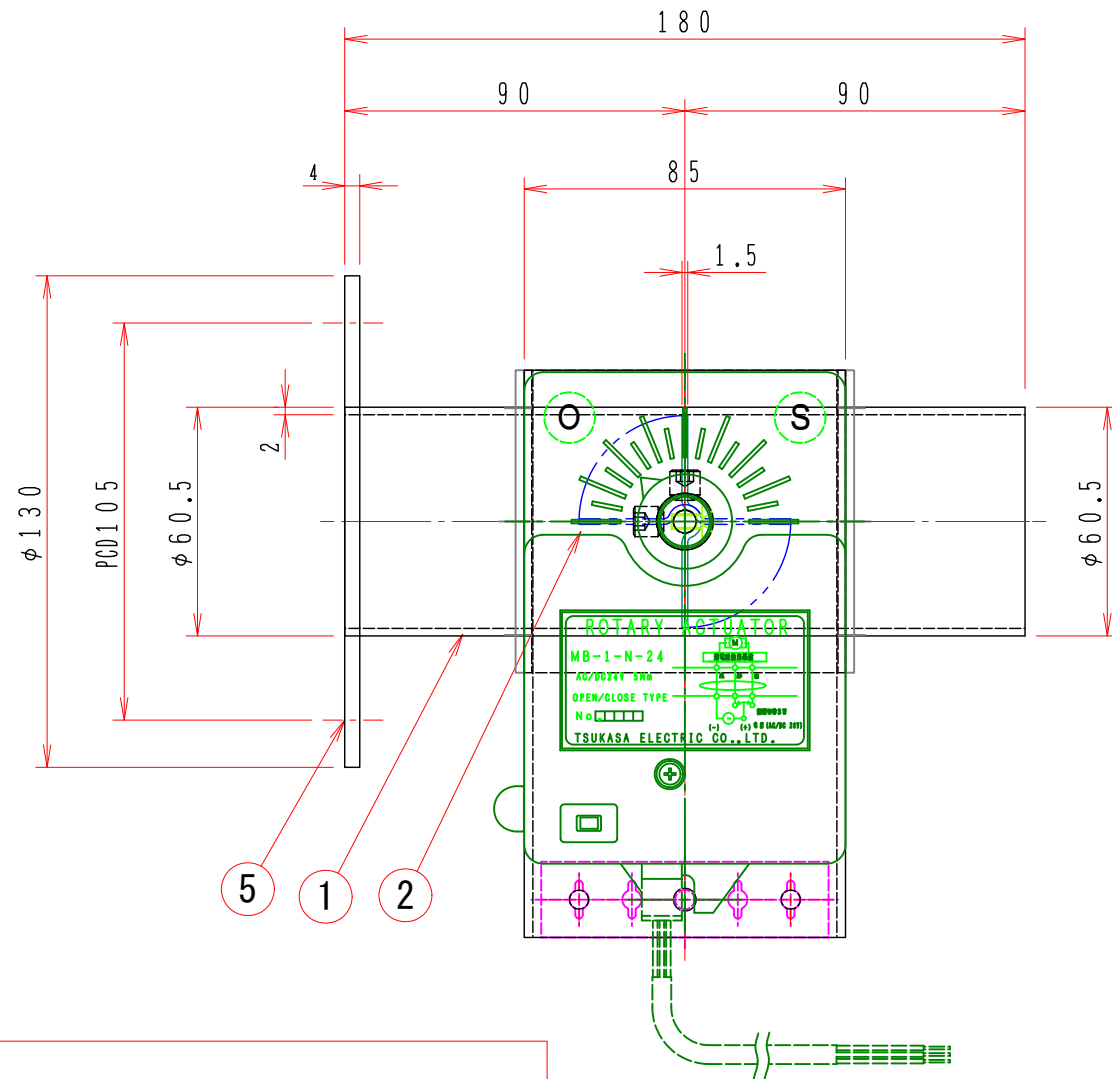 180
90 90
85
4
1.5
O S
2
φ130
PCD105
φ60.5
φ60.5
ROTARY ACTUATOR
M
MB-1-N-24
AC/DC24V
OPEN/CLOSE TYPE
No.
(-) (+)
TSUKASA ELECTRIC CO.,LTD.
5 1 2